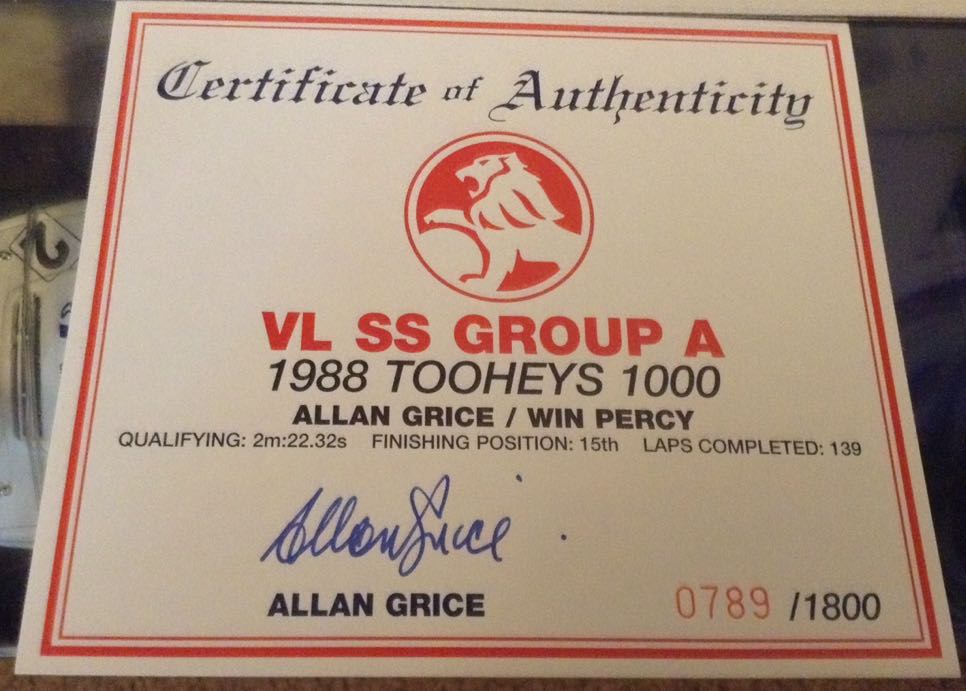 Certificate of Authenticity
VL SS GROUP A
1988 TOOHEYS 1000
ALLAN GRICE / WIN PERCY
QUALIFYING: 2m:22.32s FINISHING POSITION: 15th LAPS COMPLETED: 139
Allan Grice
ALLAN GRICE
0789 /1800
2